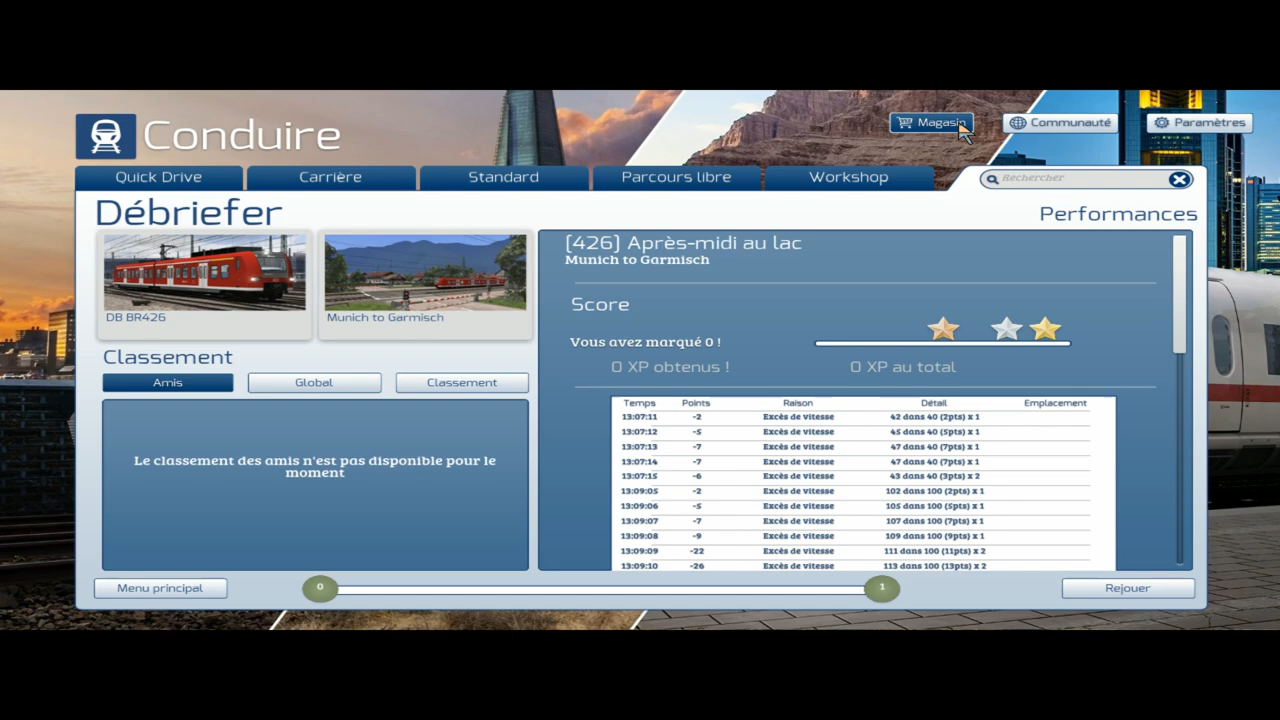 Conduire
Magasin
Communauté
Paramètres
Quick Drive
Carrière
Standard
Parcours libre
Workshop
Rechercher
Débriefer
Performances
DB BR426
Munich to Garmisch
Classement
Amis
Global
Classement
Le classement des amis n'est pas disponible pour le
moment
[426] Après-midi au lac
Munich to Garmisch
Score
Vous avez marqué 0 !
0 XP obtenus !
0 XP au total
Temps Points Raison Détail Emplacement
13:07:11 -2 Excès de vitesse 42 dans 40 (2pts) x 1
13:07:12 -5 Excès de vitesse 45 dans 40 (5pts) x 1
13:07:13 -7 Excès de vitesse 47 dans 40 (7pts) x 1
13:07:14 -7 Excès de vitesse 47 dans 40 (7pts) x 1
13:07:15 -6 Excès de vitesse 43 dans 40 (3pts) x 2
13:09:05 -2 Excès de vitesse 102 dans 100 (2pts) x 1
13:09:06 -5 Excès de vitesse 105 dans 100 (5pts) x 1
13:09:07 -7 Excès de vitesse 107 dans 100 (7pts) x 1
13:09:08 -9 Excès de vitesse 109 dans 100 (9pts) x 1
13:09:09 -22 Excès de vitesse 111 dans 100 (11pts) x 2
13:09:10 -26 Excès de vitesse 113 dans 100 (13pts) x 2
Menu principal
0
1
Rejouer